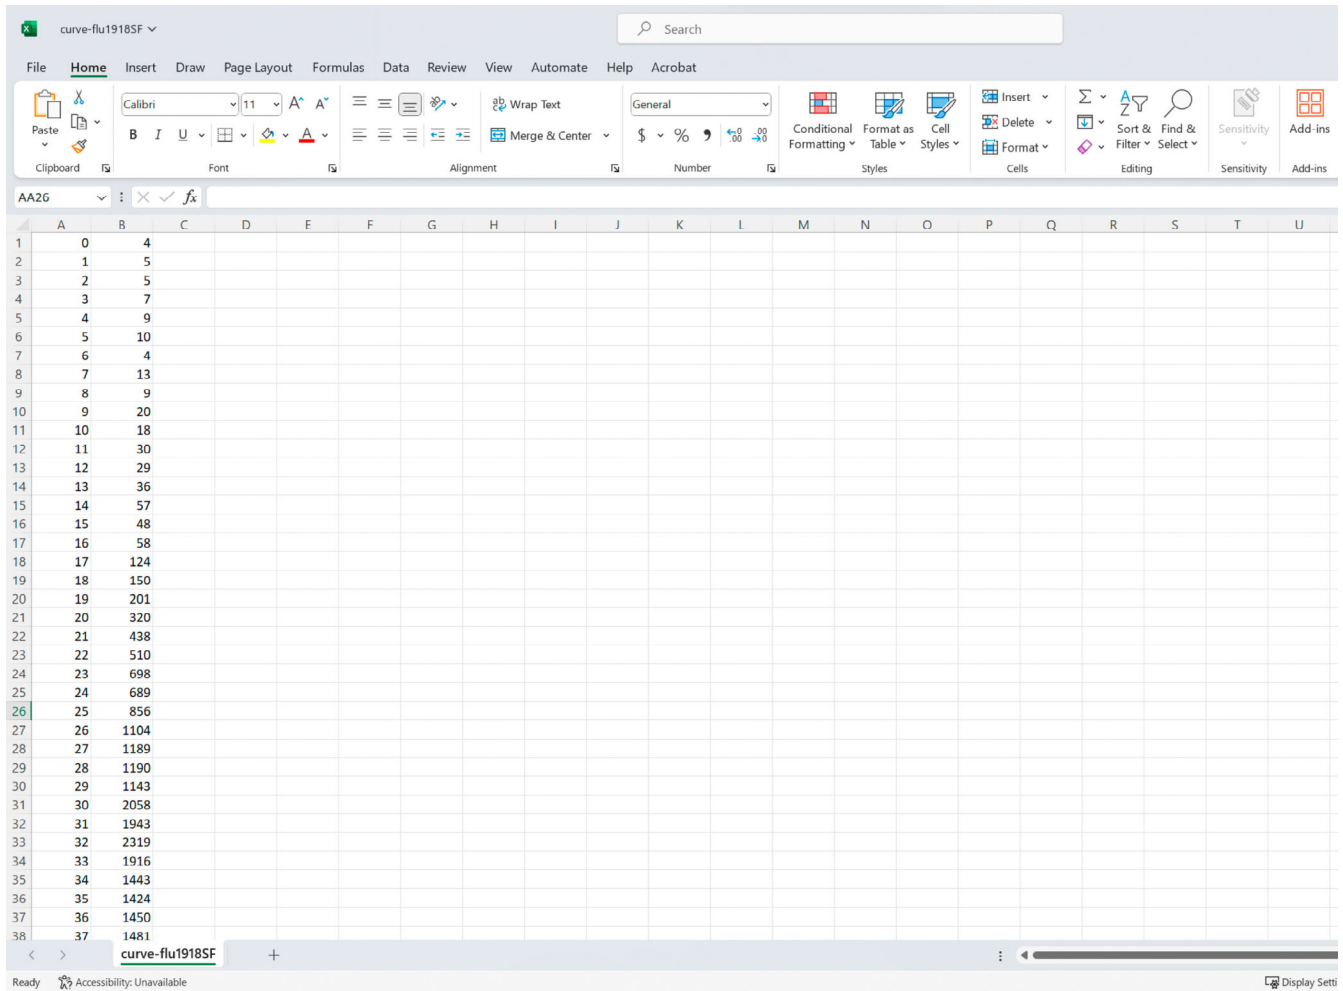 curve-flu1918SF
Search
File Home Insert Draw Page Layout Formulas Data Review View Automate Help Acrobat
Calibri 11 A A ab Wrap Text General Insert Σ A Z
Paste B I U A Merge & Center $ % 9 .00 .00 Conditional Formatting Format as Table Cell Styles Delete Format Sort & Filter Find & Select Sensitivity Add-ins
Clipboard Font Alignment Number Styles Cells Editing Sensitivity Add-ins
AA26 fx
A B C D E F G H I J K L M N O P Q R S T U
1 0 4
2 1 5
3 2 5
4 3 7
5 4 9
6 5 10
7 6 4
8 7 13
9 8 9
10 9 20
11 10 18
12 11 30
13 12 29
14 13 36
15 14 57
16 15 48
17 16 58
18 17 124
19 18 150
20 19 201
21 20 320
22 21 438
23 22 510
24 23 698
25 24 689
26 25 856
27 26 1104
28 27 1189
29 28 1190
30 29 1143
31 30 2058
32 31 1943
33 32 2319
34 33 1916
35 34 1443
36 35 1424
37 36 1450
38 37 1481
curve-flu1918SF +
Ready Accessibility: Unavailable Display Setti